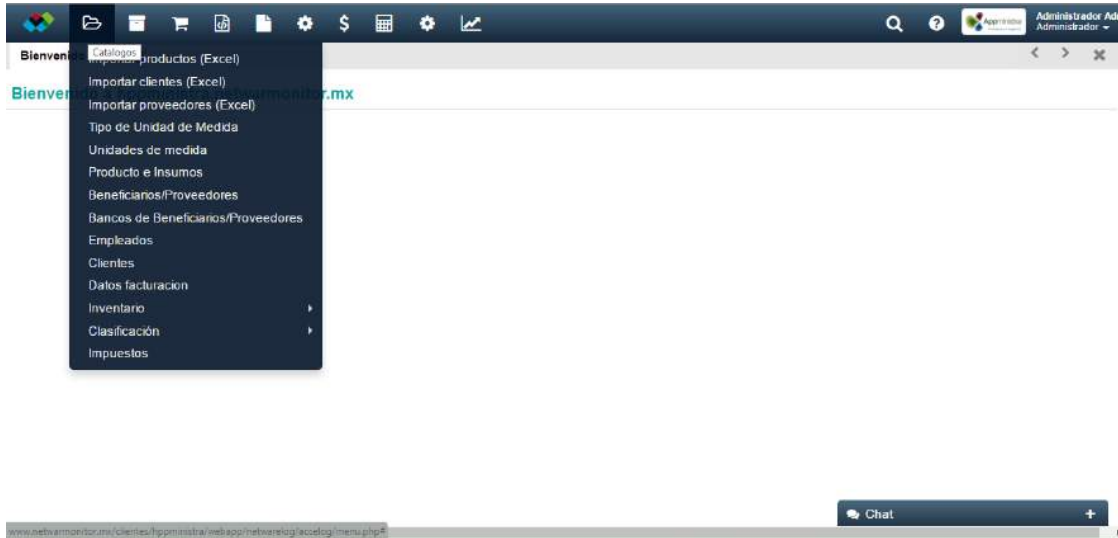 Administrador Ad
Administrador
Catalogos
Bienveni
Importar productos (Excel)
Importar clientes (Excel)
Bienve r.mx
Importar proveedores (Excel)
Tipo de Unidad de Medida
Unidades de medida
Producto e Insumos
Beneficiarios/Proveedores
Bancos de Beneficiarios/Proveedores
Empleados
Clientes
Datos facturacion
Inventario
Clasificación
Impuestos
Chat